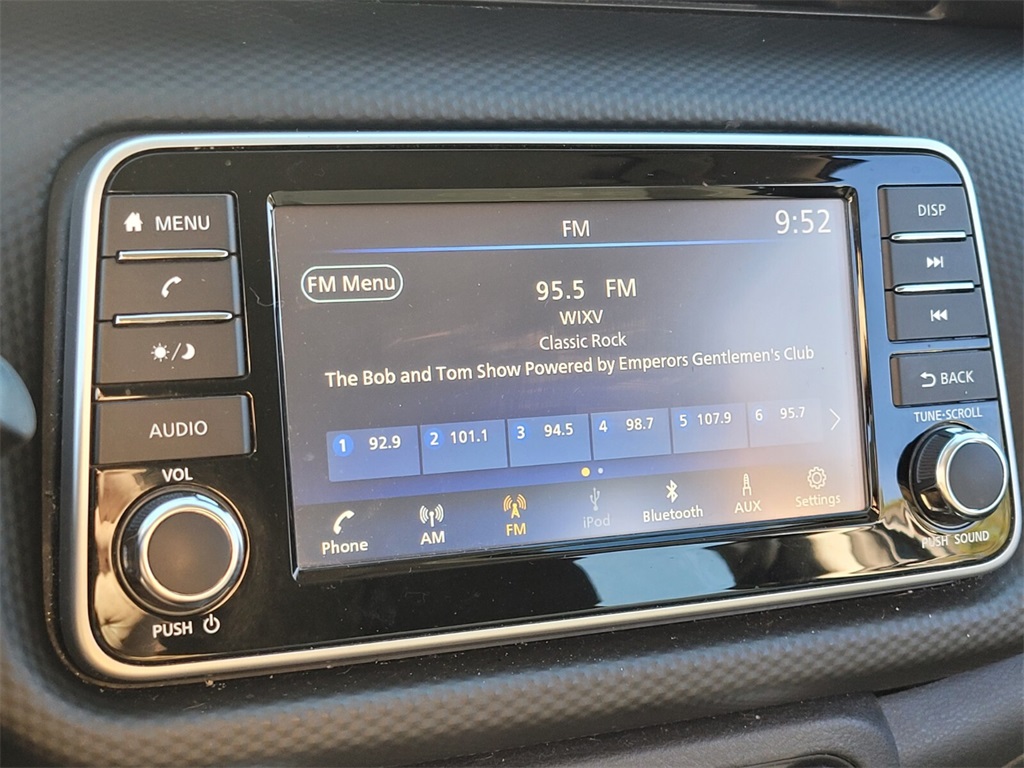 MENU
AUDIO
VOL
PUSH
FM
9:52
FM Menu
95.5 FM
WIXV
Classic Rock
The Bob and Tom Show Powered by Emperors Gentlemen's Club
1 92.9 2 101.1 3 94.5 4 98.7 5 107.9 6 95.7
Phone AM FM iPod Bluetooth AUX Settings
DISP
BACK
TUNE·SCROLL
PUSH SOUND